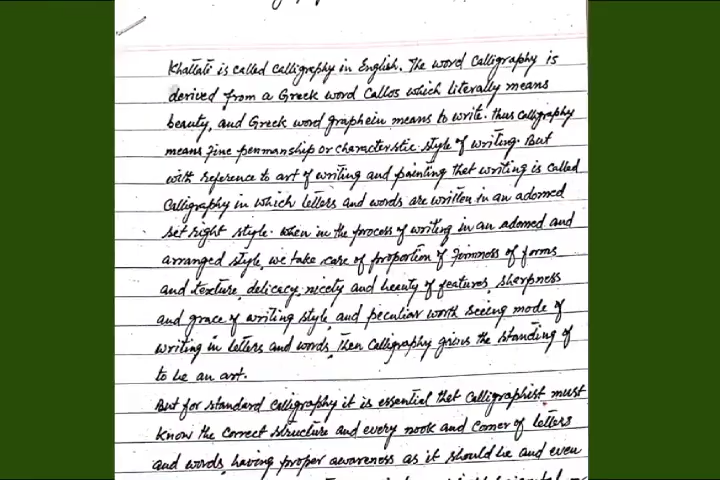 Khattati is called calligraphy in English. The word calligraphy is
derived from a Greek word Callos which literally means
beauty, and Greek word graphein means to write. thus calligraphy
means fine penmanship or characterstic style of writing. But
with reference to art of writing and painting that writing is called
Calligraphy in which letters and words are written in an adorned
set right style. when in the process of writing in an adorned and
arranged style, we take care of proportion of
and texture, delicacy, nicety and beauty of features, sharpness
and grace of writing style, and peculiar worth seeing mode of
writing in letters and words, Then Calligraphy gives the standing of
to be an art.
But for standard calligraphy it is essential that calligraphist must
know the correct structure and every nook and corner of letters
and words, having proper awareness as it should be and even